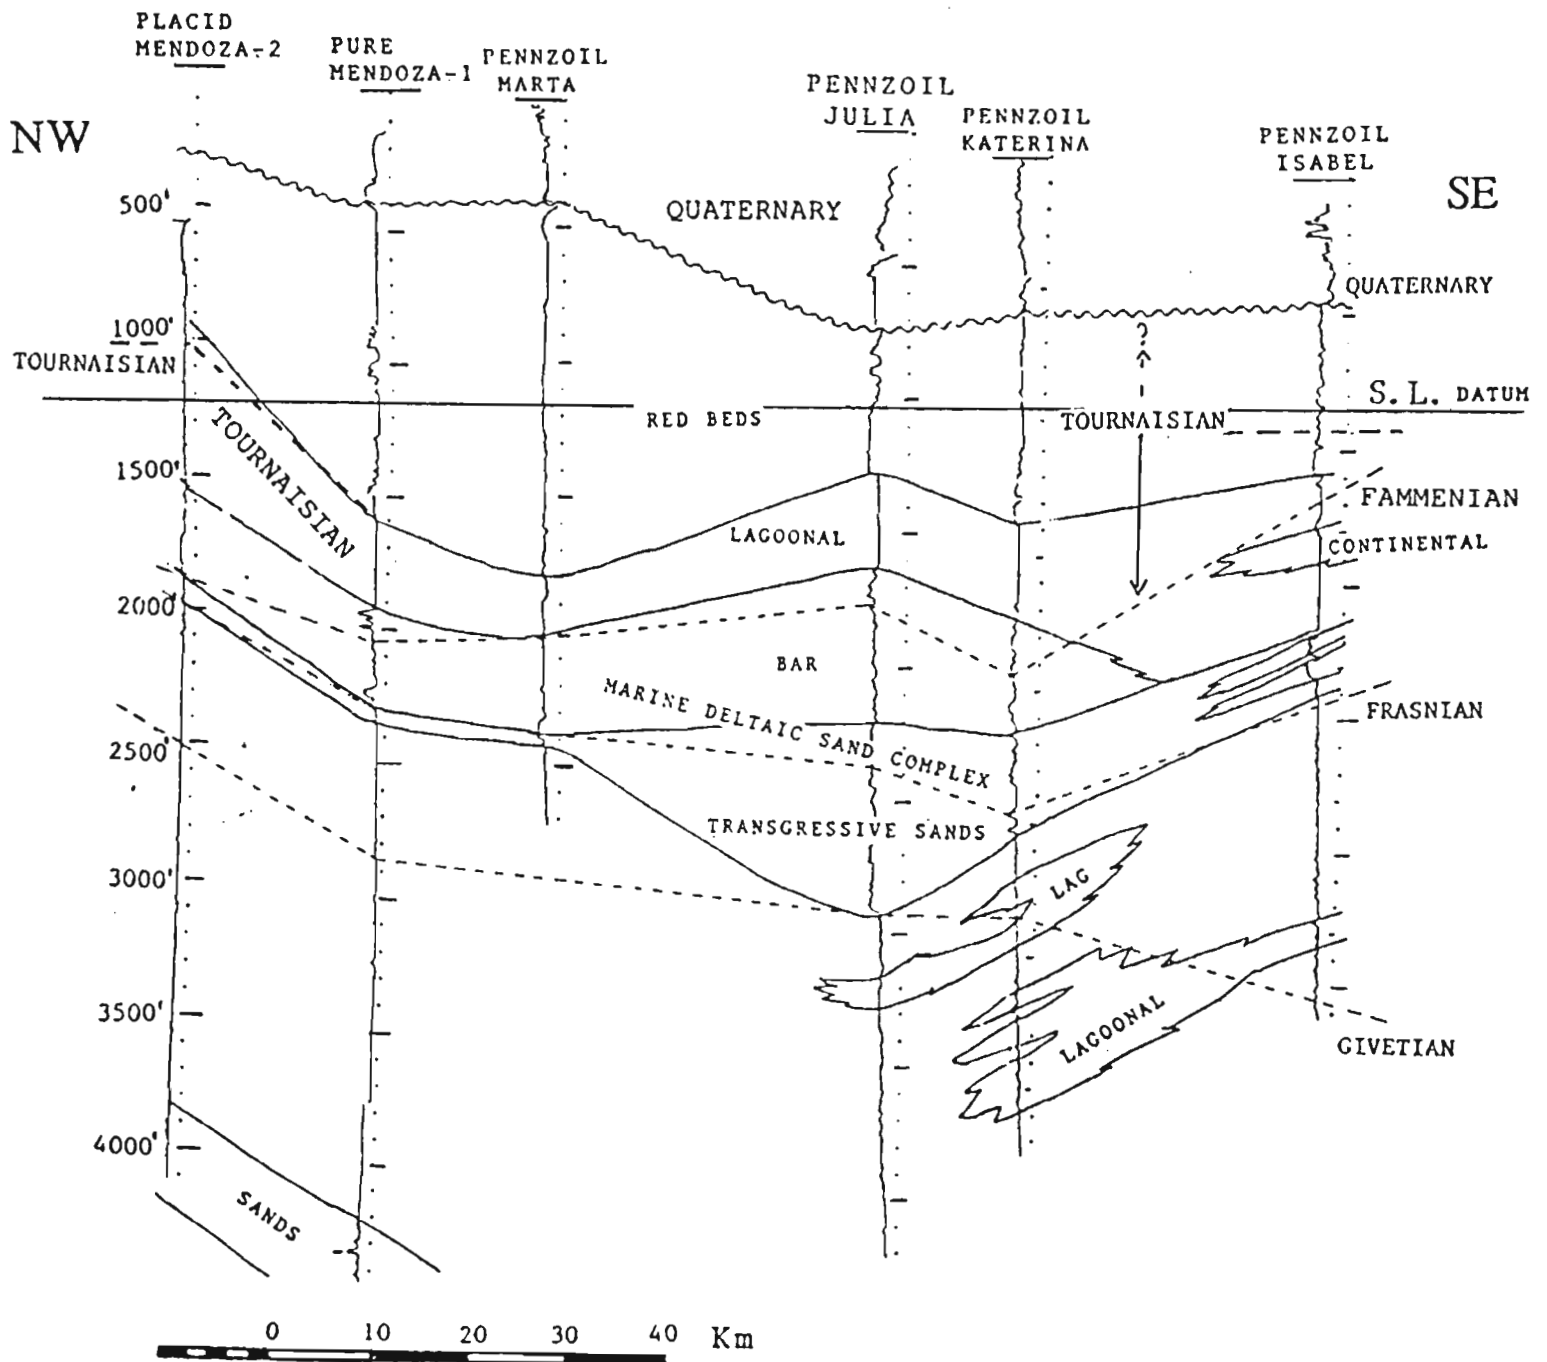 PLACID
MENDOZA-2
PURE
MENDOZA-1
PENNZOIL
MARTA
PENNZOIL
JULIA
PENNZOIL
KATERINA
PENNZOIL
ISABEL
NW
SE
500'
QUATERNARY
QUATERNARY
1000'
?
TOURNAISIAN
S.L. DATUM
RED BEDS
TOURNAISIAN
TOURNAISIAN
1500'
FAMMENIAN
LAGOONAL
CONTINENTAL
2000'
BAR
MARINE DELTAIC SAND COMPLEX
FRASNIAN
2500'
TRANSGRESSIVE SANDS
3000'
LAG
3500'
LAGOONAL
GIVETIAN
4000'
SANDS
0 10 20 30 40 Km